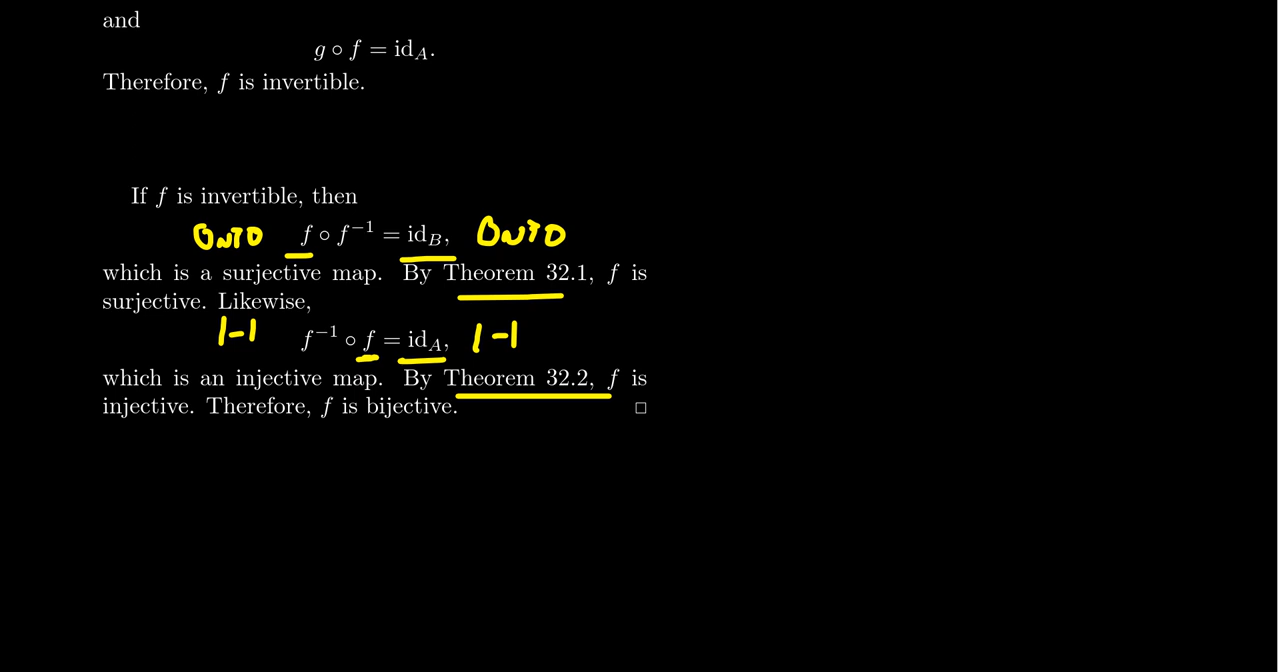 and
g ∘ f = id_A.
Therefore, f is invertible.
If f is invertible, then
ONTO f ∘ f⁻¹ = id_B, ONTO
which is a surjective map. By Theorem 32.1, f is
surjective. Likewise,
1-1 f⁻¹ ∘ f = id_A, 1-1
which is an injective map. By Theorem 32.2, f is
injective. Therefore, f is bijective. □